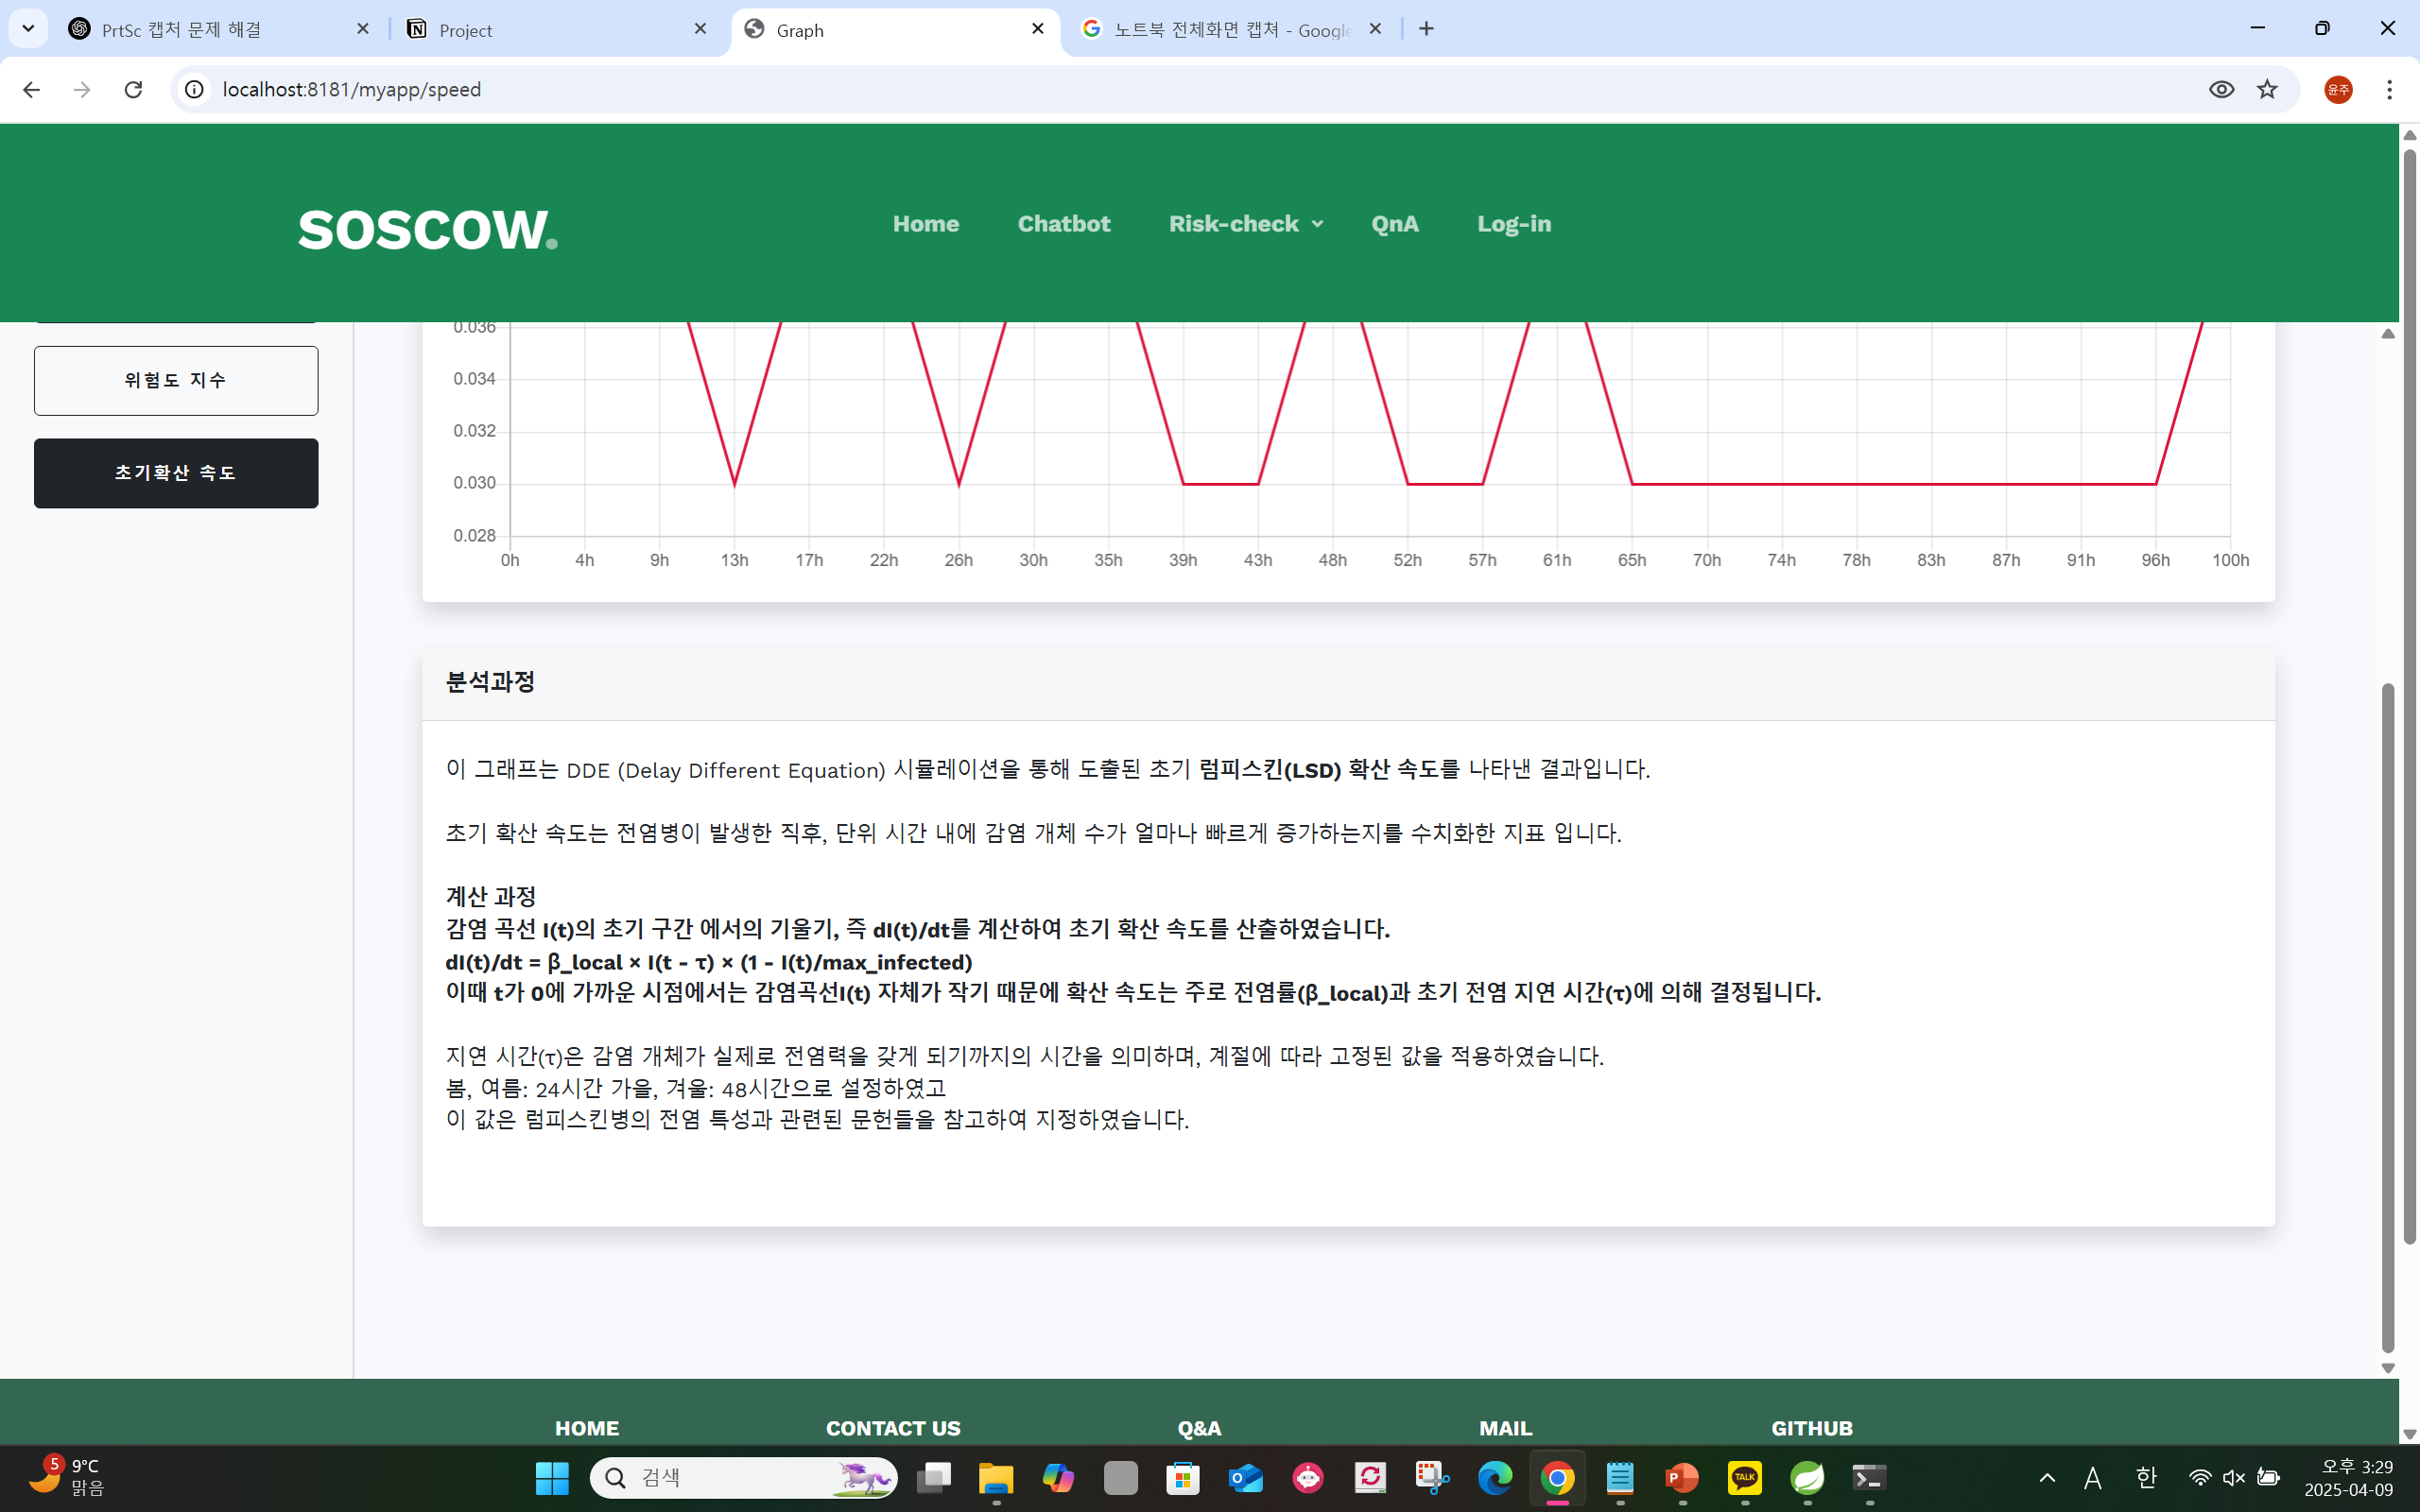 PrtSc 캡처 문제 해결
Project
Graph
노트북 전체화면 캡쳐 - Google
localhost:8181/myapp/speed
윤주
SOSCOW.
Home
Chatbot
Risk-check
QnA
Log-in
위험도 지수
초기확산 속도
0.036
0.034
0.032
0.030
0.028
0h 4h 9h 13h 17h 22h 26h 30h 35h 39h 43h 48h 52h 57h 61h 65h 70h 74h 78h 83h 87h 91h 96h 100h
분석과정
이 그래프는 DDE (Delay Different Equation) 시뮬레이션을 통해 도출된 초기 럼피스킨(LSD) 확산 속도를 나타낸 결과입니다.
초기 확산 속도는 전염병이 발생한 직후, 단위 시간 내에 감염 개체 수가 얼마나 빠르게 증가하는지를 수치화한 지표 입니다.
계산 과정
감염 곡선 I(t)의 초기 구간 에서의 기울기, 즉 dI(t)/dt를 계산하여 초기 확산 속도를 산출하였습니다.
dI(t)/dt = β_local × I(t - τ) × (1 - I(t)/max_infected)
이때 t가 0에 가까운 시점에서는 감염곡선I(t) 자체가 작기 때문에 확산 속도는 주로 전염률(β_local)과 초기 전염 지연 시간(τ)에 의해 결정됩니다.
지연 시간(τ)은 감염 개체가 실제로 전염력을 갖게 되기까지의 시간을 의미하며, 계절에 따라 고정된 값을 적용하였습니다.
봄, 여름: 24시간 가을, 겨울: 48시간으로 설정하였고
이 값은 럼피스킨병의 전염 특성과 관련된 문헌들을 참고하여 지정하였습니다.
HOME
CONTACT US
Q&A
MAIL
GITHUB
5
9°C
맑음
검색
TALK
A
한
오후 3:29
2025-04-09